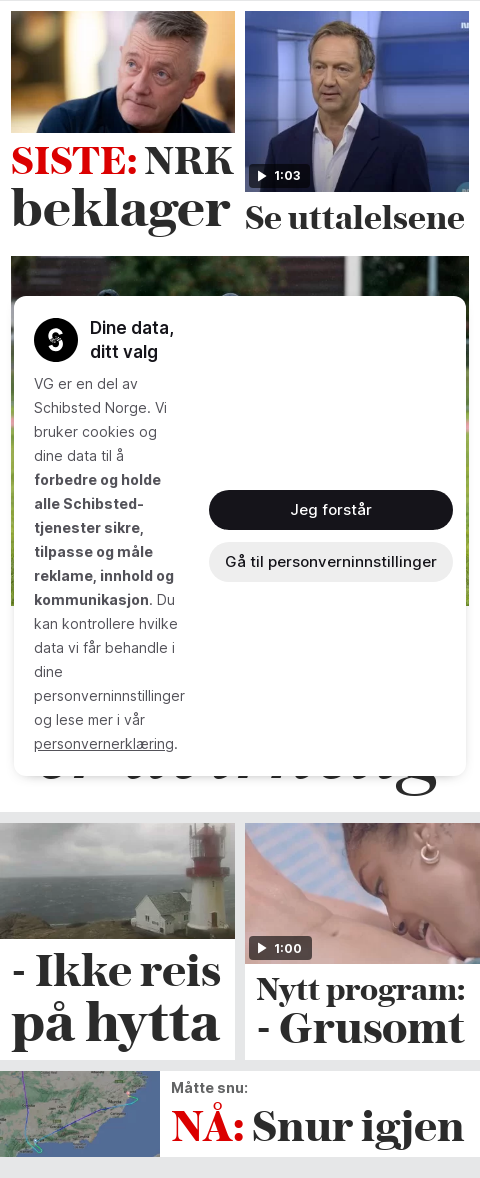 SISTE: NRK
beklager
1:03
Se uttalelsene
Dine data,
ditt valg
VG er en del av
Schibsted Norge. Vi
bruker cookies og
dine data til å
forbedre og holde
alle Schibsted-
tjenester sikre,
tilpasse og måle
reklame, innhold og
kommunikasjon. Du
kan kontrollere hvilke
data vi får behandle i
dine
personverninnstillinger
og lese mer i vår
personvernerklæring.
Jeg forstår
Gå til personverninnstillinger
- Ikke reis
på hytta
1:00
Nytt program:
- Grusomt
Måtte snu:
NÅ: Snur igjen